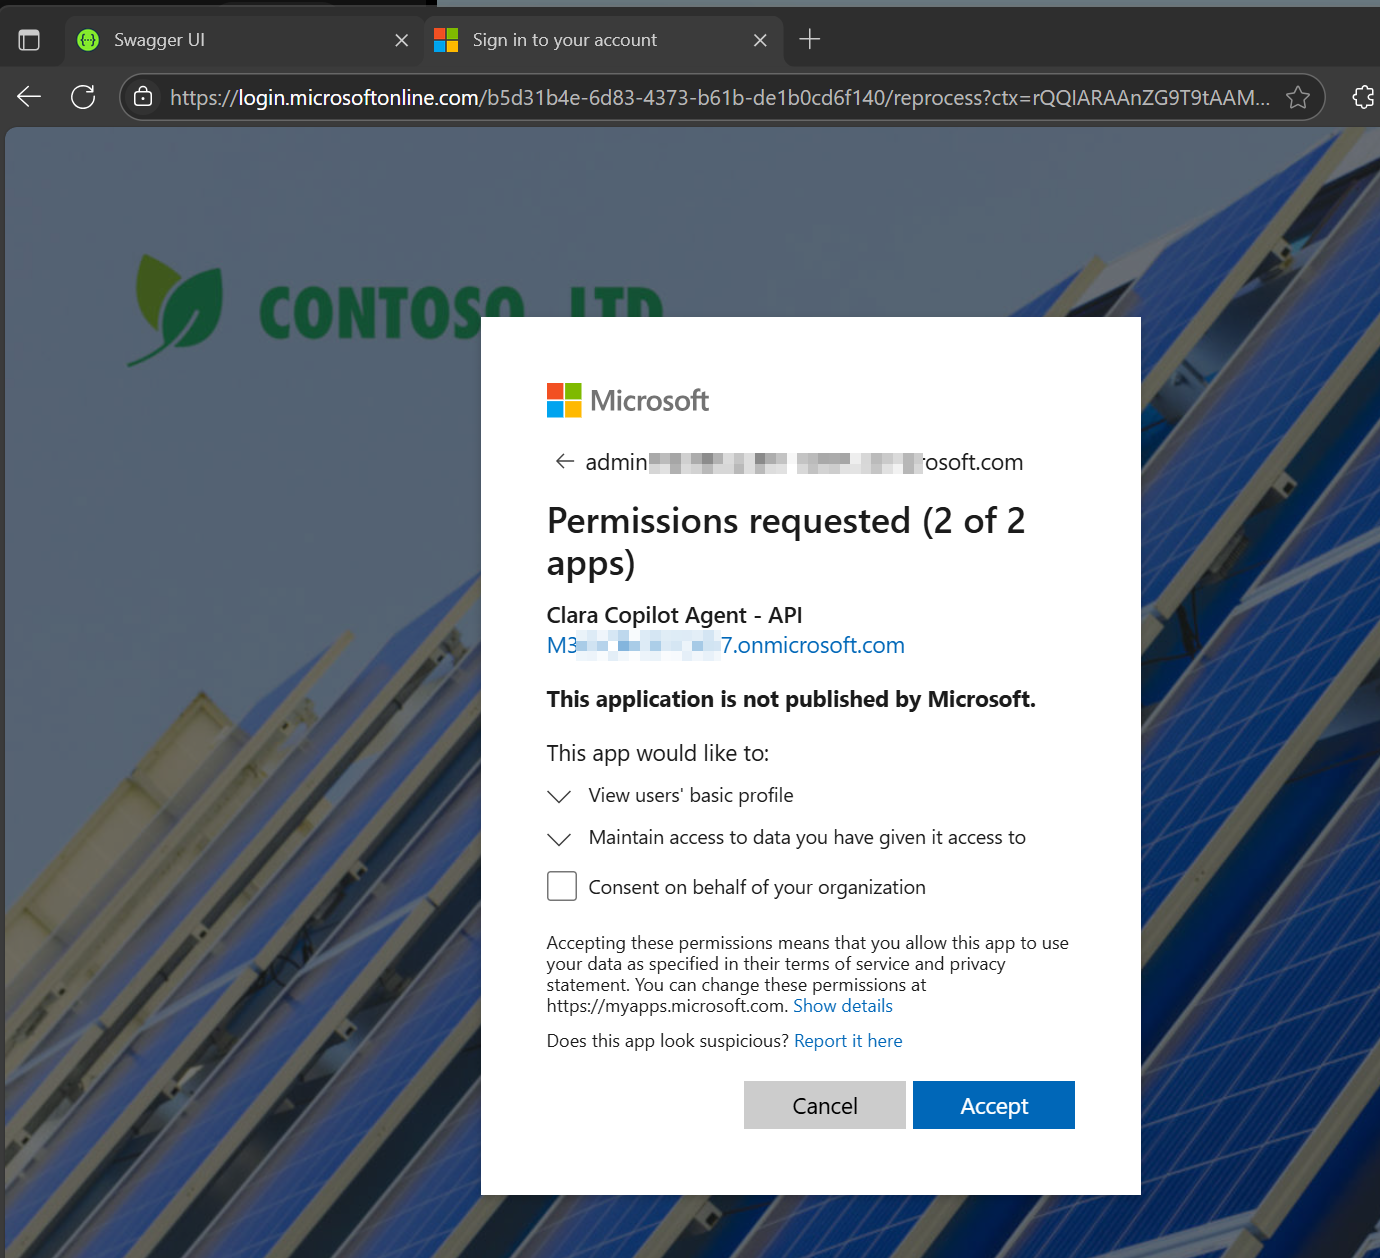 Swagger UI
Sign in to your account
https://login.microsoftonline.com/b5d31b4e-6d83-4373-b61b-de1b0cd6f140/reprocess?ctx=rQQIARAAnZG9T9tAAM...
CONTOSO LTD
Microsoft
admin rosoft.com
Permissions requested (2 of 2
apps)
Clara Copilot Agent - API
M3 7.onmicrosoft.com
This application is not published by Microsoft.
This app would like to:
View users' basic profile
Maintain access to data you have given it access to
Consent on behalf of your organization
Accepting these permissions means that you allow this app to use
your data as specified in their terms of service and privacy
statement. You can change these permissions at
https://myapps.microsoft.com. Show details
Does this app look suspicious? Report it here
Cancel
Accept